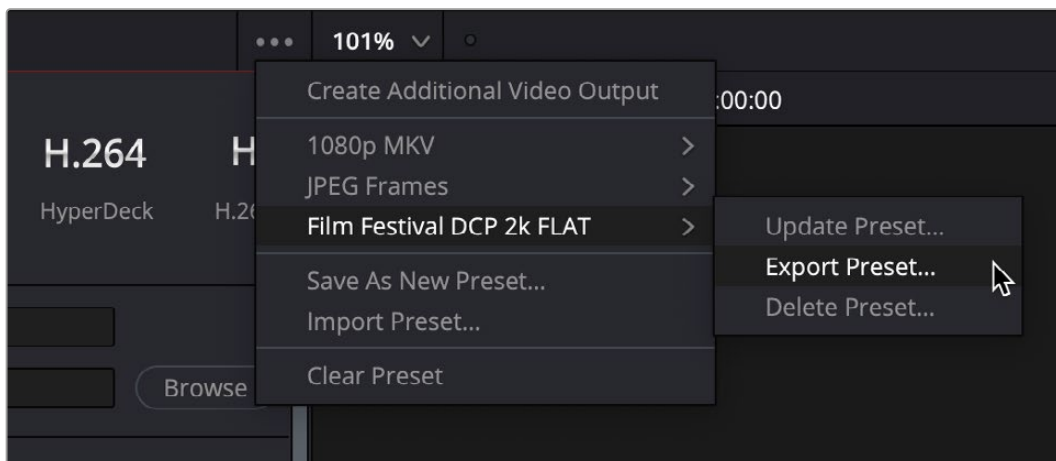 101%
Create Additional Video Output
:00:00
H.264
H
1080p MKV
JPEG Frames
HyperDeck
H.26
Film Festival DCP 2k FLAT
Update Preset...
Export Preset...
Save As New Preset...
Delete Preset...
Import Preset...
Clear Preset
Browse